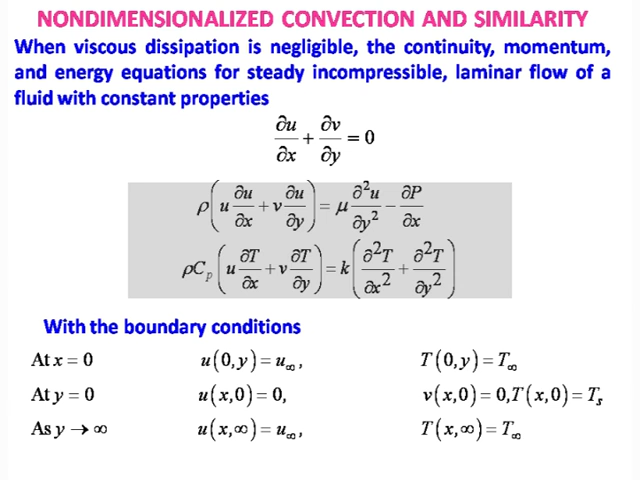 NONDIMENSIONALIZED CONVECTION AND SIMILARITY
When viscous dissipation is negligible, the continuity, momentum,
and energy equations for steady incompressible, laminar flow of a
fluid with constant properties
∂u/∂x + ∂v/∂y = 0
ρ(u ∂u/∂x + v ∂u/∂y) = μ ∂²u/∂y² − ∂P/∂x
ρC_p(u ∂T/∂x + v ∂T/∂y) = k(∂²T/∂x² + ∂²T/∂y²)
With the boundary conditions
At x = 0 u(0,y) = u_∞, T(0,y) = T_∞
At y = 0 u(x,0) = 0, v(x,0) = 0, T(x,0) = T_s
As y → ∞ u(x,∞) = u_∞, T(x,∞) = T_∞